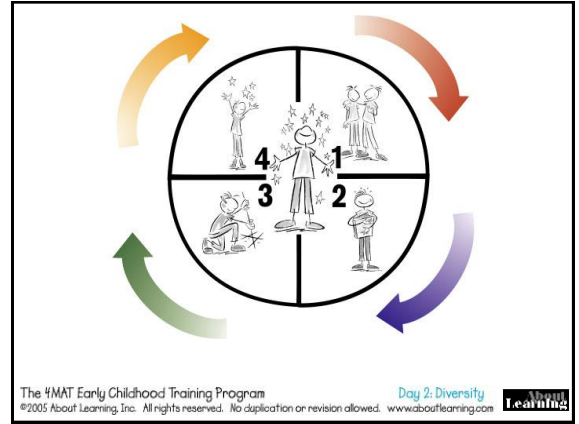 4 1
3 2
The 4MAT Early Childhood Training Program Day 2: Diversity About
©2005 About Learning, Inc. All rights reserved. No duplication or revision allowed. www.aboutlearning.com Learning